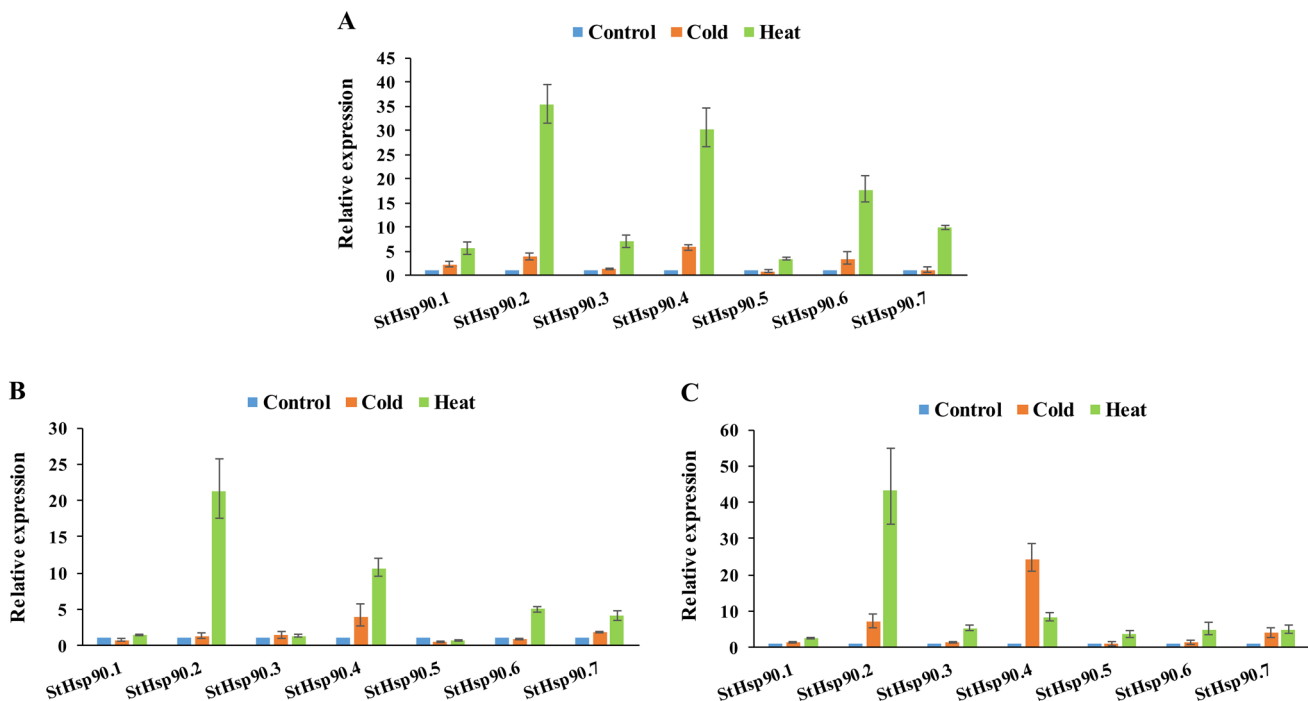 A
Control Cold Heat
Relative expression
45
40
35
30
25
20
15
10
5
0
StHsp90.1 StHsp90.2 StHsp90.3 StHsp90.4 StHsp90.5 StHsp90.6 StHsp90.7
B
Control Cold Heat
Relative expression
30
25
20
15
10
5
0
StHsp90.1 StHsp90.2 StHsp90.3 StHsp90.4 StHsp90.5 StHsp90.6 StHsp90.7
C
Control Cold Heat
Relative expression
60
50
40
30
20
10
0
StHsp90.1 StHsp90.2 StHsp90.3 StHsp90.4 StHsp90.5 StHsp90.6 StHsp90.7